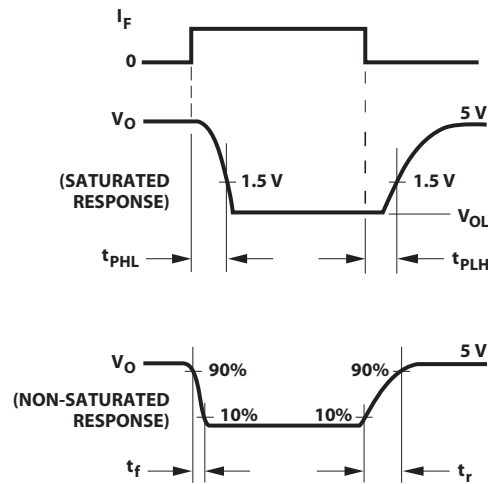 I_F
0
V_O
5 V
(SATURATED
RESPONSE)
1.5 V
1.5 V
V_OL
t_PHL
t_PLH
V_O
5 V
90%
90%
(NON-SATURATED
RESPONSE)
10%
10%
t_f
t_r